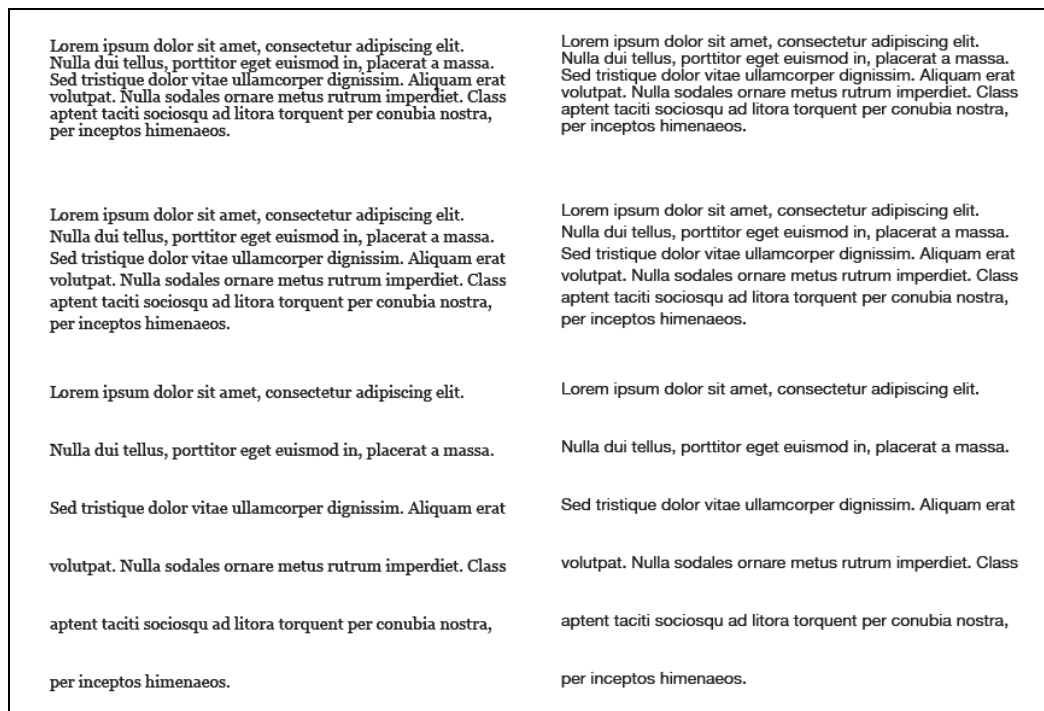 Lorem ipsum dolor sit amet, consectetur adipiscing elit.
Nulla dui tellus, porttitor eget euismod in, placerat a massa.
Sed tristique dolor vitae ullamcorper dignissim. Aliquam erat
volutpat. Nulla sodales ornare metus rutrum imperdiet. Class
aptent taciti sociosqu ad litora torquent per conubia nostra,
per inceptos himenaeos.
Lorem ipsum dolor sit amet, consectetur adipiscing elit.
Nulla dui tellus, porttitor eget euismod in, placerat a massa.
Sed tristique dolor vitae ullamcorper dignissim. Aliquam erat
volutpat. Nulla sodales ornare metus rutrum imperdiet. Class
aptent taciti sociosqu ad litora torquent per conubia nostra,
per inceptos himenaeos.
Lorem ipsum dolor sit amet, consectetur adipiscing elit.
Nulla dui tellus, porttitor eget euismod in, placerat a massa.
Sed tristique dolor vitae ullamcorper dignissim. Aliquam erat
volutpat. Nulla sodales ornare metus rutrum imperdiet. Class
aptent taciti sociosqu ad litora torquent per conubia nostra,
per inceptos himenaeos.
Lorem ipsum dolor sit amet, consectetur adipiscing elit.
Nulla dui tellus, porttitor eget euismod in, placerat a massa.
Sed tristique dolor vitae ullamcorper dignissim. Aliquam erat
volutpat. Nulla sodales ornare metus rutrum imperdiet. Class
aptent taciti sociosqu ad litora torquent per conubia nostra,
per inceptos himenaeos.
Lorem ipsum dolor sit amet, consectetur adipiscing elit.
Nulla dui tellus, porttitor eget euismod in, placerat a massa.
Sed tristique dolor vitae ullamcorper dignissim. Aliquam erat
volutpat. Nulla sodales ornare metus rutrum imperdiet. Class
aptent taciti sociosqu ad litora torquent per conubia nostra,
per inceptos himenaeos.
Lorem ipsum dolor sit amet, consectetur adipiscing elit.
Nulla dui tellus, porttitor eget euismod in, placerat a massa.
Sed tristique dolor vitae ullamcorper dignissim. Aliquam erat
volutpat. Nulla sodales ornare metus rutrum imperdiet. Class
aptent taciti sociosqu ad litora torquent per conubia nostra,
per inceptos himenaeos.